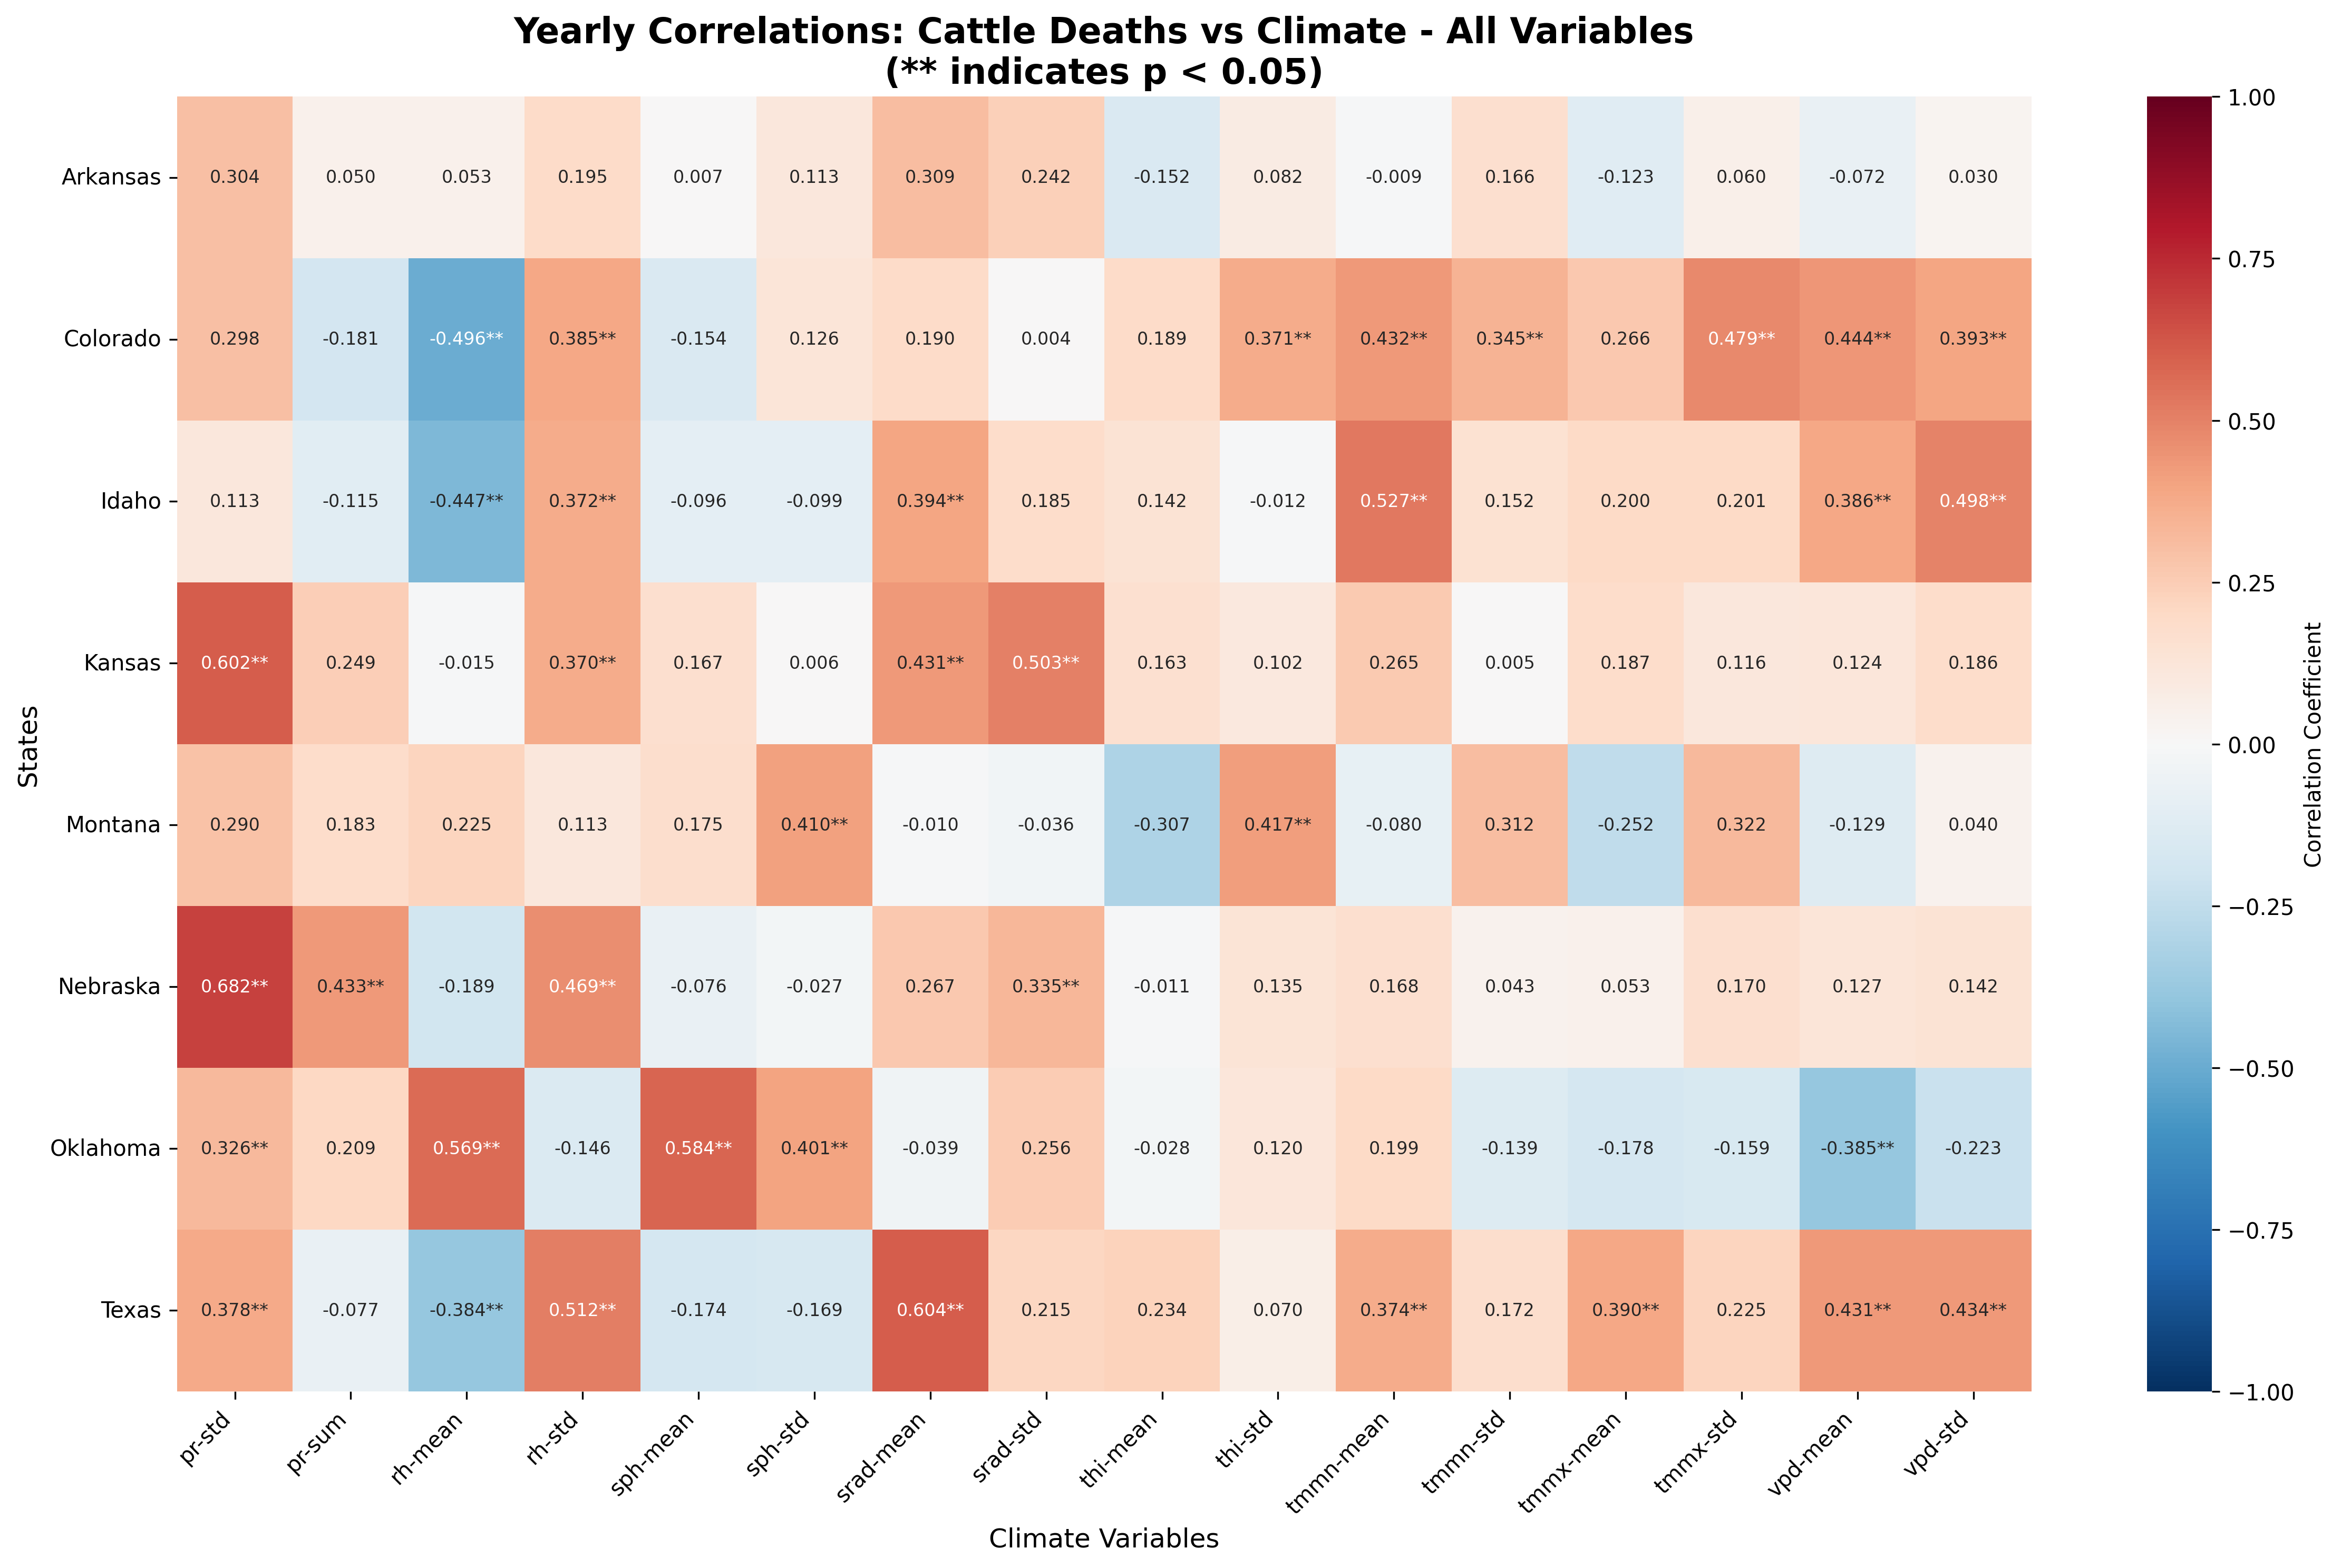 Yearly Correlations: Cattle Deaths vs Climate - All Variables
(** indicates p < 0.05)
Arkansas 0.304 0.050 0.053 0.195 0.007 0.113 0.309 0.242 -0.152 0.082 -0.009 0.166 -0.123 0.060 -0.072 0.030
Colorado 0.298 -0.181 -0.496** 0.385** -0.154 0.126 0.190 0.004 0.189 0.371** 0.432** 0.345** 0.266 0.479** 0.444** 0.393**
Idaho 0.113 -0.115 -0.447** 0.372** -0.096 -0.099 0.394** 0.185 0.142 -0.012 0.527** 0.152 0.200 0.201 0.386** 0.498**
Kansas 0.602** 0.249 -0.015 0.370** 0.167 0.006 0.431** 0.503** 0.163 0.102 0.265 0.005 0.187 0.116 0.124 0.186
Montana 0.290 0.183 0.225 0.113 0.175 0.410** -0.010 -0.036 -0.307 0.417** -0.080 0.312 -0.252 0.322 -0.129 0.040
Nebraska 0.682** 0.433** -0.189 0.469** -0.076 -0.027 0.267 0.335** -0.011 0.135 0.168 0.043 0.053 0.170 0.127 0.142
Oklahoma 0.326** 0.209 0.569** -0.146 0.584** 0.401** -0.039 0.256 -0.028 0.120 0.199 -0.139 -0.178 -0.159 -0.385** -0.223
Texas 0.378** -0.077 -0.384** 0.512** -0.174 -0.169 0.604** 0.215 0.234 0.070 0.374** 0.172 0.390** 0.225 0.431** 0.434**
pr-std pr-sum rh-mean rh-std sph-mean sph-std srad-mean srad-std thi-mean thi-std tmmn-mean tmmn-std tmmx-mean tmmx-std vpd-mean vpd-std
Climate Variables
States
1.00
0.75
0.50
0.25
0.00
−0.25
−0.50
−0.75
−1.00
Correlation Coefficient